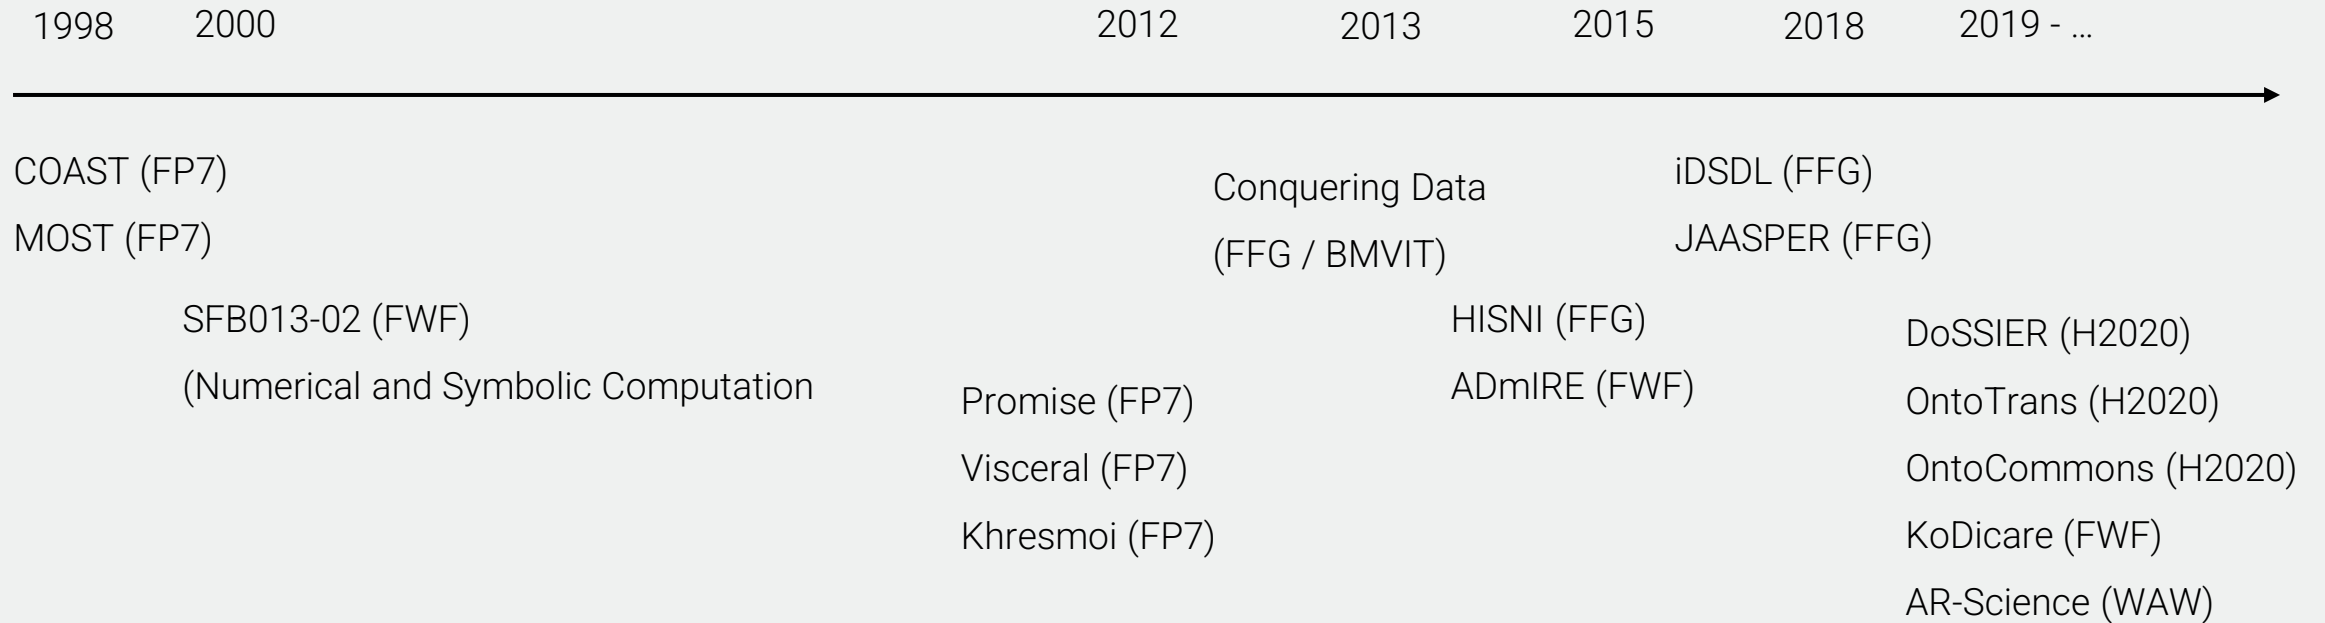 1998 2000 2012 2013 2015 2018 2019 - ...
COAST (FP7)
MOST (FP7)
SFB013-02 (FWF)
(Numerical and Symbolic Computation
Promise (FP7)
Visceral (FP7)
Khresmoi (FP7)
Conquering Data
(FFG / BMVIT)
HISNI (FFG)
ADmIRE (FWF)
iDSDL (FFG)
JAASPER (FFG)
DoSSIER (H2020)
OntoTrans (H2020)
OntoCommons (H2020)
KoDicare (FWF)
AR-Science (WAW)